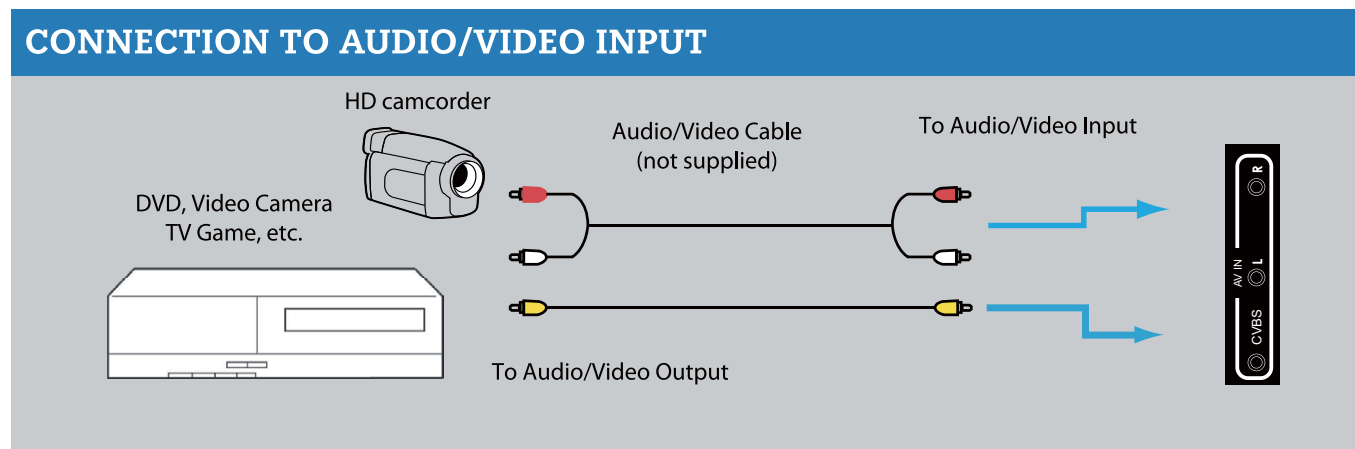 CONNECTION TO AUDIO/VIDEO INPUT
HD camcorder
Audio/Video Cable
(not supplied)
To Audio/Video Input
DVD, Video Camera
TV Game, etc.
To Audio/Video Output
R
AV IN
L
CVBS